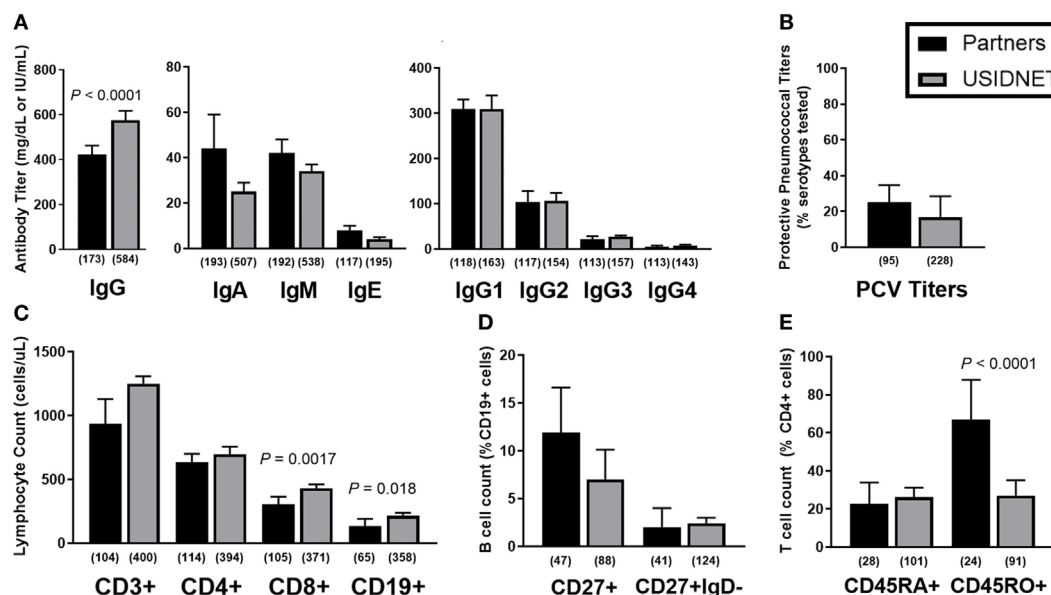 A
Antibody Titer (mg/dL or IU/mL)
800
600
400
200
0
P < 0.0001
(173) (584)
IgG
80
60
40
20
0
(193) (507) (192) (538) (117) (195)
IgA IgM IgE
400
300
200
100
0
(118) (163) (117) (154) (113) (157) (113) (143)
IgG1 IgG2 IgG3 IgG4
B
Protective Pneumococcal Titers
(% serotypes tested)
100
80
60
40
20
0
(95) (228)
PCV Titers
Partners
USIDNET
C
Lymphocyte Count (cells/uL)
1500
1000
500
0
P = 0.0017
P = 0.018
(104) (400) (114) (394) (105) (371) (65) (358)
CD3+ CD4+ CD8+ CD19+
D
B cell count (% CD19+ cells)
20
15
10
5
0
(47) (88) (41) (124)
CD27+ CD27+IgD-
E
T cell count (% CD4+ cells)
100
80
60
40
20
0
P < 0.0001
(28) (101) (24) (91)
CD45RA+ CD45RO+